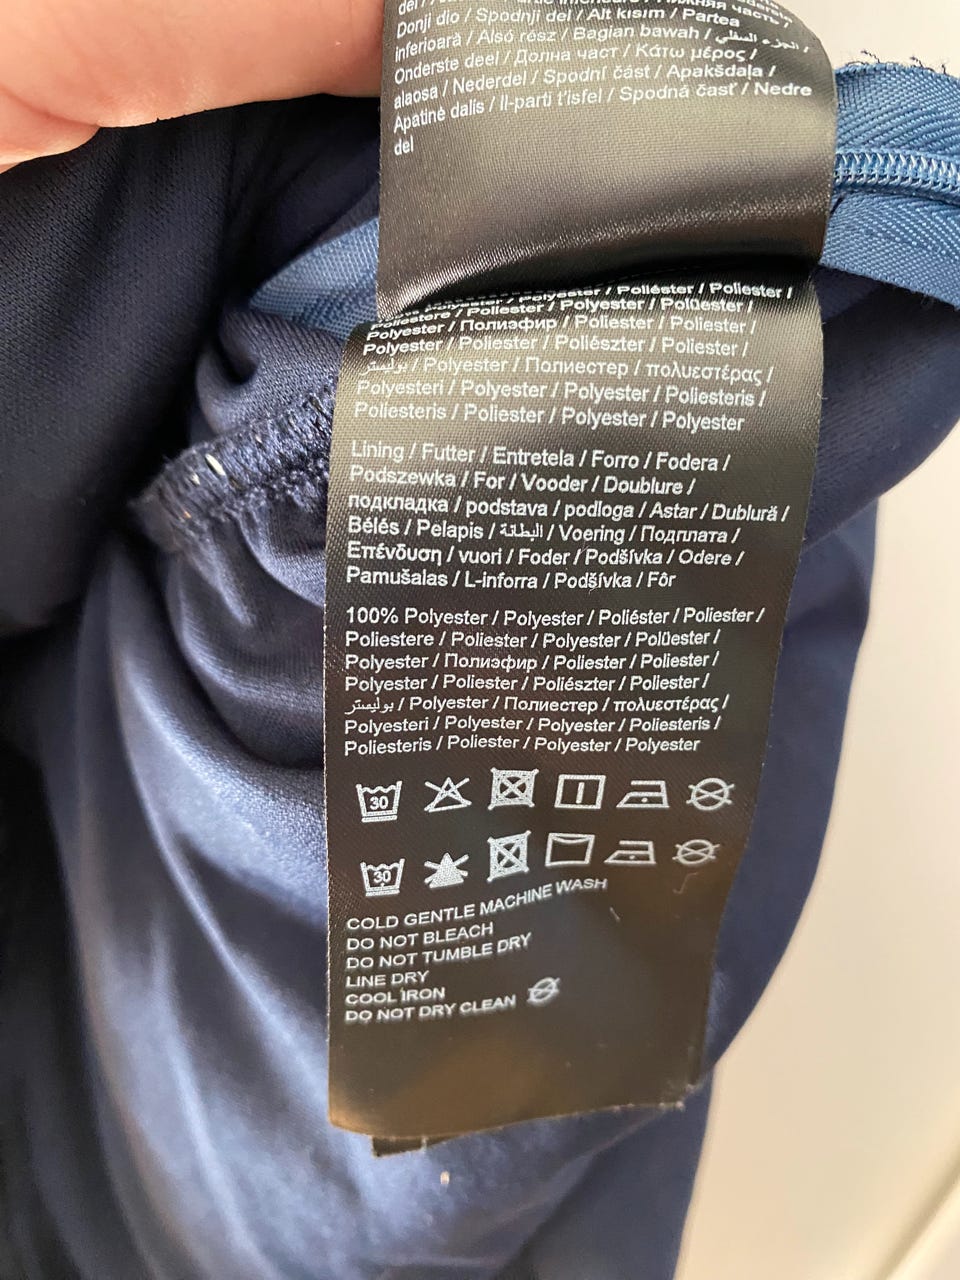 Donji dio / Spodnji del / Alt kısım / Partea
Inferioară / Alsó rész / Bagian bawah / الجزء السفلي /
Onderste deel / Долна част / Κάτω μέρος /
alaosa / Nederdel / Spodní část / Apakšdaļa /
Apatinė dalis / Il-parti t'isfel / Spodná časť / Nedre
del
Polyester / Poliéster / Poliester /
Poliestere / Poliester / Polyester / Polüester /
Polyester / Полиэфир / Poliester / Poliester /
Polyester / Poliester / Poliészter / Poliester /
بوليستر / Polyester / Полиестер / πολυεστέρας /
Polyesteri / Polyester / Polyester / Poliesteris /
Poliesteris / Poliester / Polyester / Polyester
Lining / Futter / Entretela / Forro / Fodera /
Podszewka / For / Vooder / Doublure /
подкладка / podstava / podloga / Astar / Dublură /
Bélés / Pelapis / البطانة / Voering / Подплата /
Επένδυση / vuori / Foder / Podšívka / Odere /
Pamušalas / L-inforra / Podšívka / Fôr
100% Polyester / Polyester / Poliéster / Poliester /
Poliestere / Poliester / Polyester / Polüester /
Polyester / Полиэфир / Poliester / Poliester /
Polyester / Poliester / Poliészter / Poliester /
بوليستر / Polyester / Полиестер / πολυεστέρας /
Polyesteri / Polyester / Polyester / Poliesteris /
Poliesteris / Poliester / Polyester / Polyester
30
30
COLD GENTLE MACHINE WASH
DO NOT BLEACH
DO NOT TUMBLE DRY
LINE DRY
COOL IRON
DO NOT DRY CLEAN